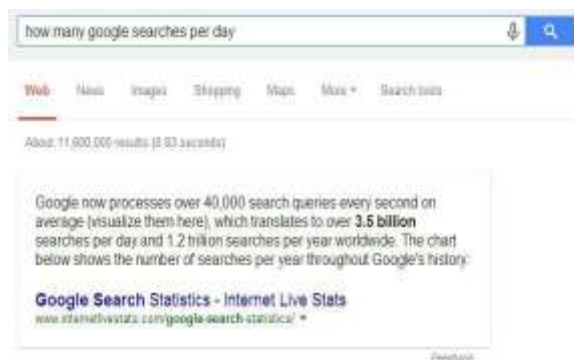 how many google searches per day
Web News Images Shopping Maps More Search tools
About 11,600,000 results (0.83 seconds)
Google now processes over 40,000 search queries every second on
average (visualize them here), which translates to over 3.5 billion
searches per day and 1.2 trillion searches per year worldwide. The chart
below shows the number of searches per year throughout Google's history
Google Search Statistics - Internet Live Stats
www.internetlivestats.com/google-search-statistics/
Feedback